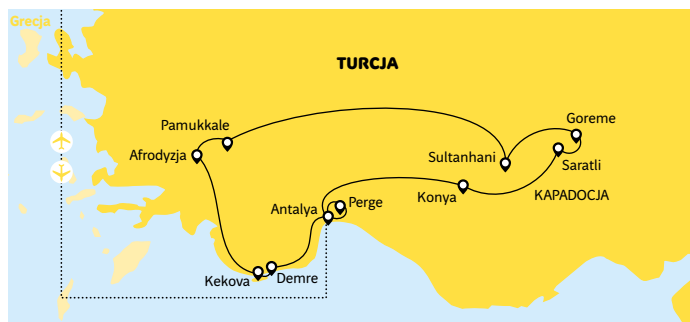 Grecja
TURCJA
Goreme
Pamukkale
Afrodyzja
Sultanhani
Saratli
Konya
KAPADOCJA
Perge
Antalya
Kekova
Demre